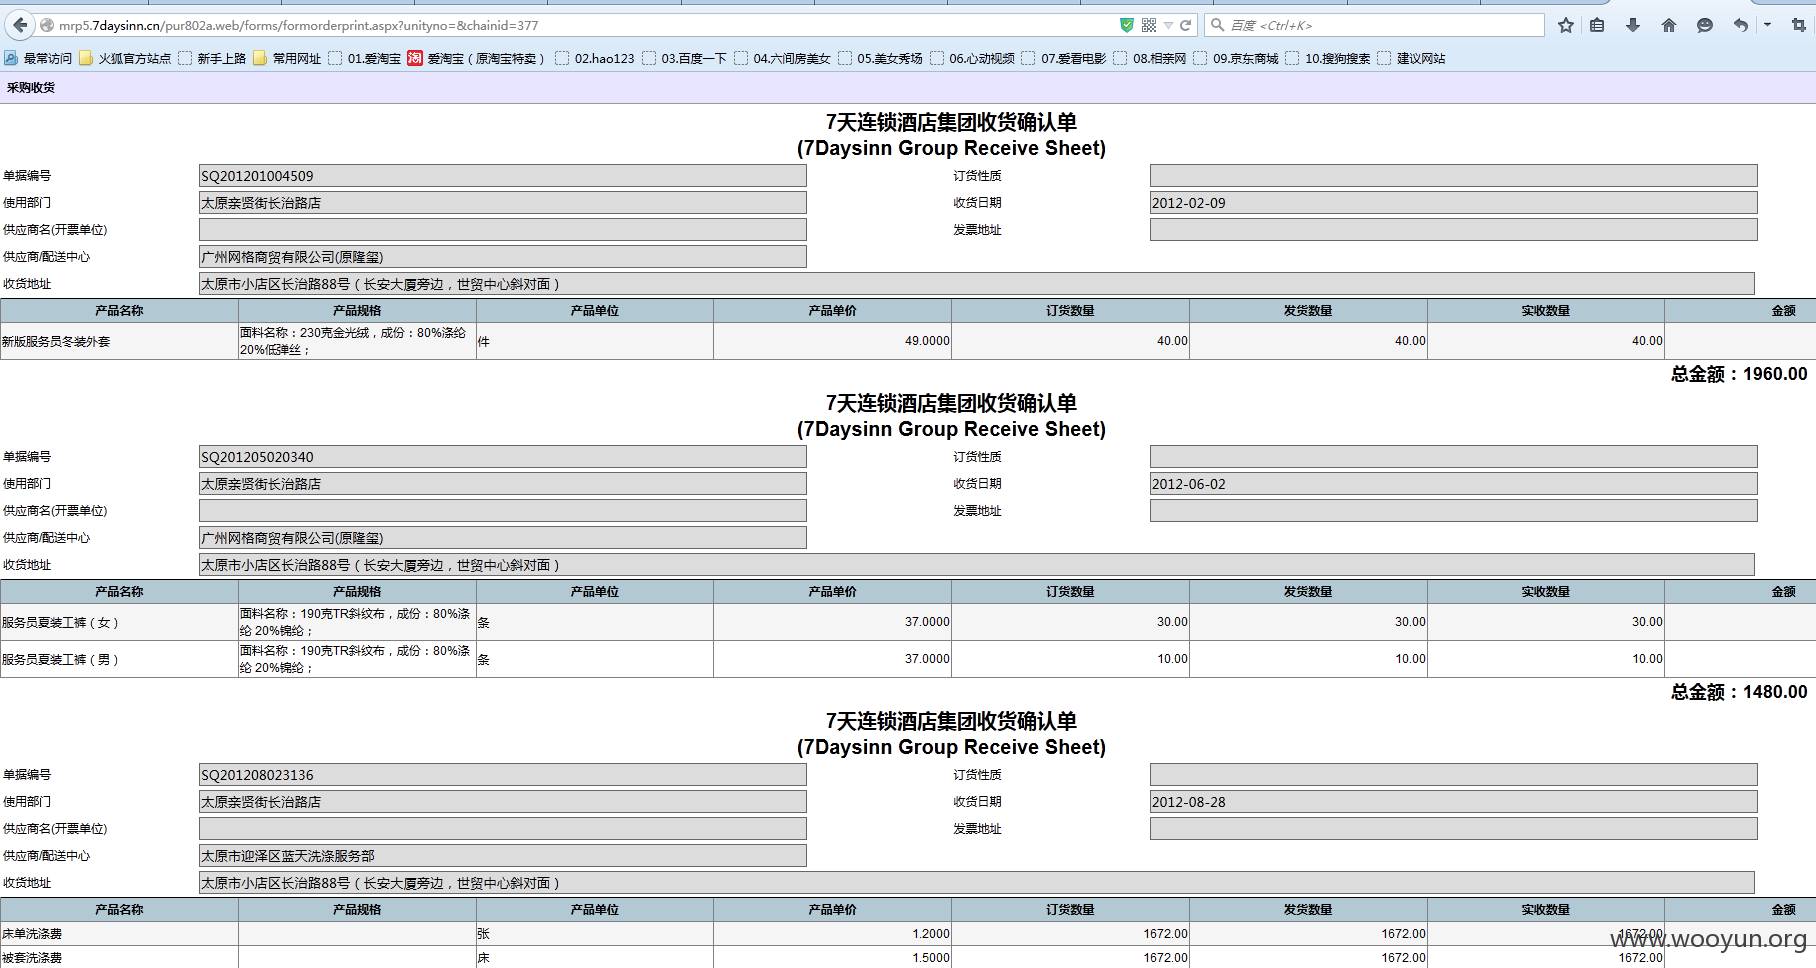 mrp5.7daysinn.cn/pur802a.web/forms/formorderprint.aspx?unityno=&chainid=377 百度 <Ctrl+K>
最常访问 火狐官方站点 新手上路 常用网址 01.爱淘宝 淘 爱淘宝（原淘宝特卖） 02.hao123 03.百度一下 04.六间房美女 05.美女秀场 06.心动视频 07.爱看电影 08.相亲网 09.京东商城 10.搜狗搜索 建议网站
采购收货
7天连锁酒店集团收货确认单
(7Daysinn Group Receive Sheet)
单据编号 SQ201201004509 订货性质
使用部门 太原亲贤街长治路店 收货日期 2012-02-09
供应商名(开票单位) 发票地址
供应商/配送中心 广州网格商贸有限公司(原隆玺)
收货地址 太原市小店区长治路88号（长安大厦旁边，世贸中心斜对面）
产品名称 产品规格 产品单位 产品单价 订货数量 发货数量 实收数量 金额
新版服务员冬装外套 面料名称：230克金光绒，成份：80%涤纶 20%低弹丝； 件 49.0000 40.00 40.00 40.00
总金额：1960.00
7天连锁酒店集团收货确认单
(7Daysinn Group Receive Sheet)
单据编号 SQ201205020340 订货性质
使用部门 太原亲贤街长治路店 收货日期 2012-06-02
供应商名(开票单位) 发票地址
供应商/配送中心 广州网格商贸有限公司(原隆玺)
收货地址 太原市小店区长治路88号（长安大厦旁边，世贸中心斜对面）
产品名称 产品规格 产品单位 产品单价 订货数量 发货数量 实收数量 金额
服务员夏装工裤（女） 面料名称：190克TR斜纹布，成份：80%涤纶 20%锦纶； 条 37.0000 30.00 30.00 30.00
服务员夏装工裤（男） 面料名称：190克TR斜纹布，成份：80%涤纶 20%锦纶； 条 37.0000 10.00 10.00 10.00
总金额：1480.00
7天连锁酒店集团收货确认单
(7Daysinn Group Receive Sheet)
单据编号 SQ201208023136 订货性质
使用部门 太原亲贤街长治路店 收货日期 2012-08-28
供应商名(开票单位) 发票地址
供应商/配送中心 太原市迎泽区蓝天洗涤服务部
收货地址 太原市小店区长治路88号（长安大厦旁边，世贸中心斜对面）
产品名称 产品规格 产品单位 产品单价 订货数量 发货数量 实收数量 金额
床单洗涤费 张 1.2000 1672.00 1672.00 1672.00
被套洗涤费 床 1.5000 1672.00 1672.00 1672.00
www.wooyun.org